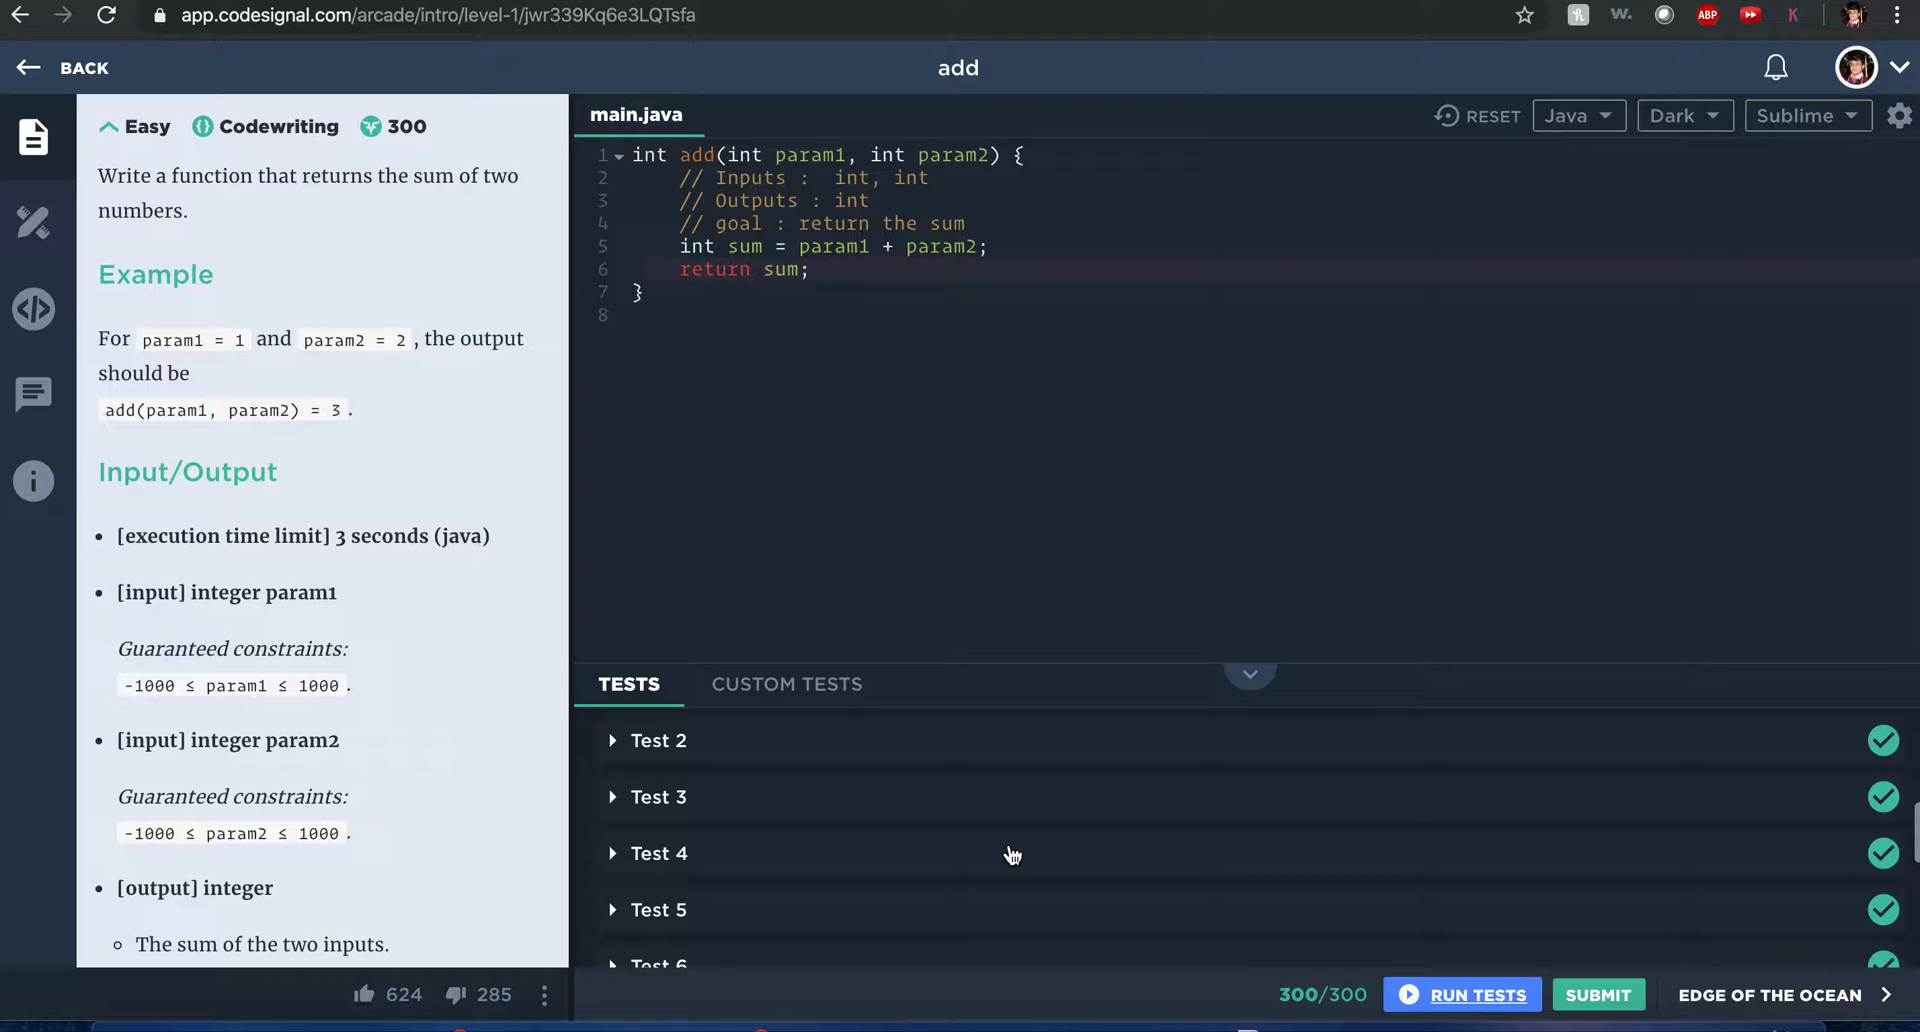 app.codesignal.com/arcade/intro/level-1/jwr339Kq6e3LQTsfa
w.
ABP
K
BACK
add
Easy
Codewriting
300
Write a function that returns the sum of two
numbers.
Example
For param1 = 1 and param2 = 2 , the output
should be
add(param1, param2) = 3 .
Input/Output
• [execution time limit] 3 seconds (java)
• [input] integer param1
Guaranteed constraints:
-1000 ≤ param1 ≤ 1000 .
• [input] integer param2
Guaranteed constraints:
-1000 ≤ param2 ≤ 1000 .
• [output] integer
The sum of the two inputs.
624
285
main.java
RESET
Java
Dark
Sublime
1 int add(int param1, int param2) {
2 // Inputs :  int, int
3 // Outputs : int
4 // goal : return the sum
5 int sum = param1 + param2;
6 return sum;
7 }
8
TESTS
CUSTOM TESTS
Test 2
Test 3
Test 4
Test 5
Test 6
300/300
RUN TESTS
SUBMIT
EDGE OF THE OCEAN